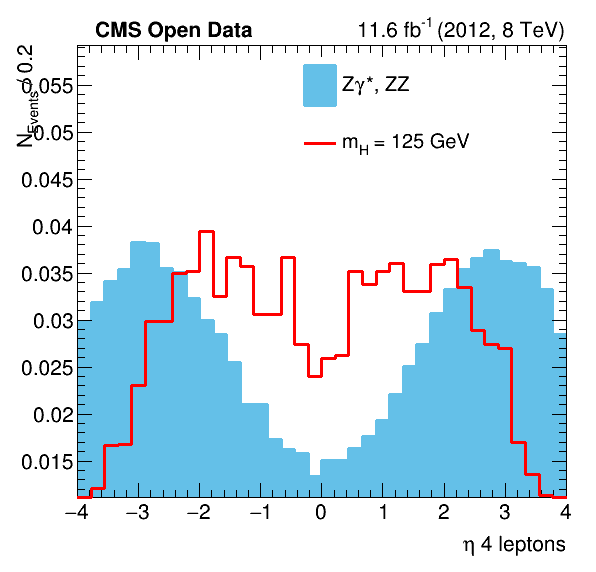 CMS Open Data 11.6 fb⁻¹ (2012, 8 TeV)
N_Events / 0.2
Zγ*, ZZ
m_H = 125 GeV
0.055
0.05
0.045
0.04
0.035
0.03
0.025
0.02
0.015
−4 −3 −2 −1 0 1 2 3 4
η 4 leptons